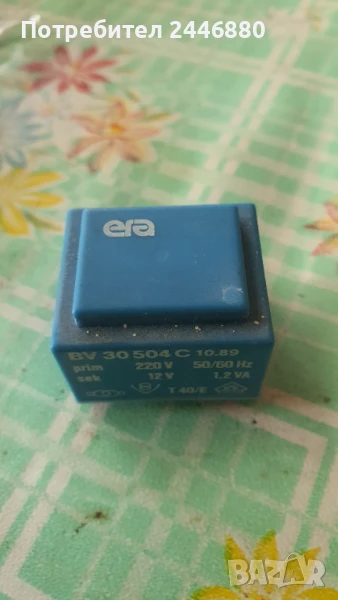 Потребител 2446880
era
BV 30 504 C 10.89
prim 220 V 50/60 Hz
sek 12 V 1.2 VA
T 40/E
BAZAR